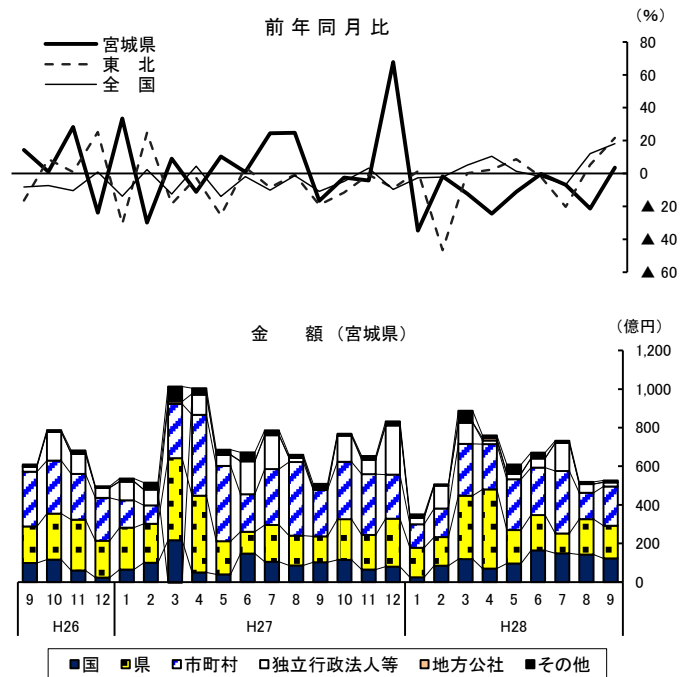 前 年 同 月 比
（%）
宮城県
東　北
全　国
80
60
40
20
0
▲ 20
▲ 40
▲ 60
金　　額（宮城県）
（億円）
1,200
1,000
800
600
400
200
0
9 10 11 12 1 2 3 4 5 6 7 8 9 10 11 12 1 2 3 4 5 6 7 8 9
H26 H27 H28
国 県 市町村 独立行政法人等 地方公社 その他